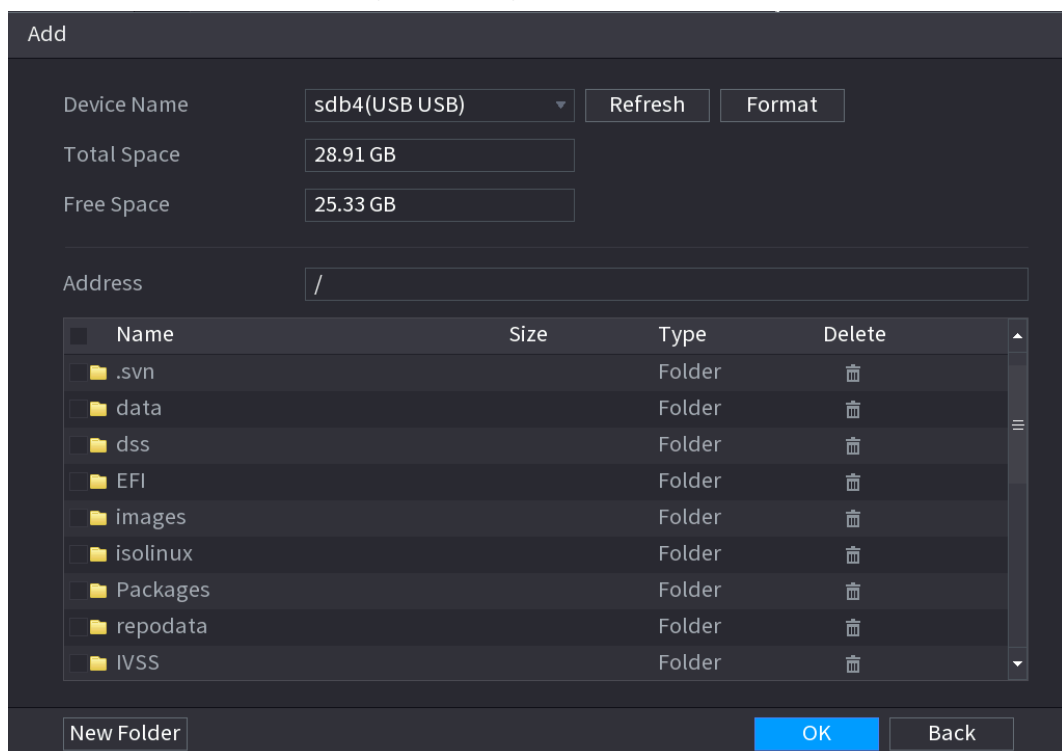 Add
Device Name sdb4(USB USB) Refresh Format
Total Space 28.91 GB
Free Space 25.33 GB
Address /
Name Size Type Delete
.svn Folder
data Folder
dss Folder
EFI Folder
images Folder
isolinux Folder
Packages Folder
repodata Folder
IVSS Folder
New Folder OK Back